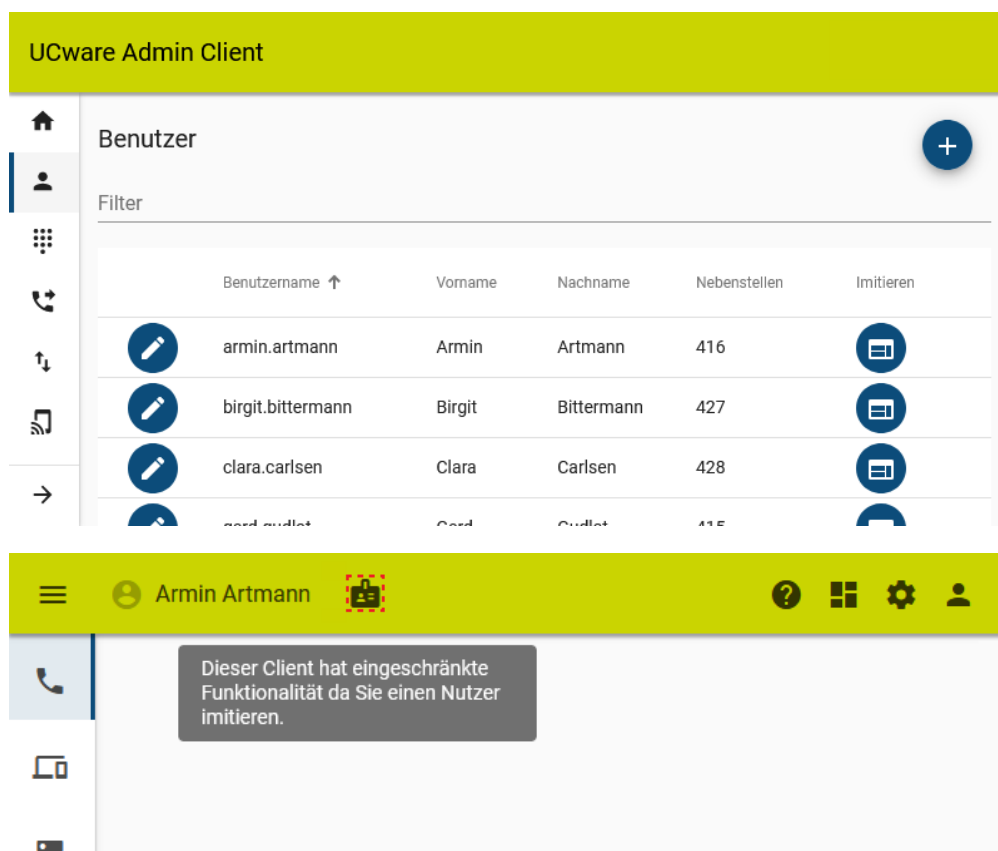 UCware Admin Client
Benutzer
Filter
Benutzername Vorname Nachname Nebenstellen Imitieren
armin.artmann Armin Artmann 416
birgit.bittermann Birgit Bittermann 427
clara.carlsen Clara Carlsen 428
Armin Artmann
Dieser Client hat eingeschränkte
Funktionalität da Sie einen Nutzer
imitieren.